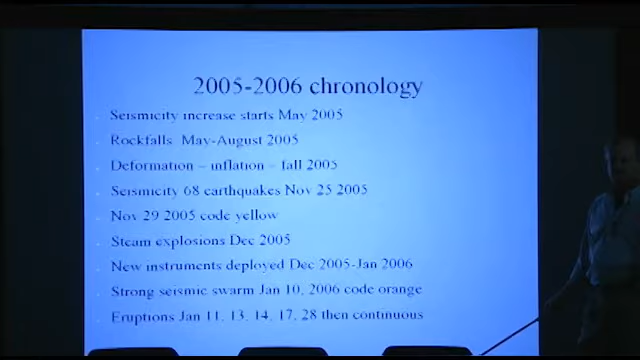 2005-2006 chronology
Seismicity increase starts May 2005
Rockfalls May-August 2005
Deformation – inflation – fall 2005
Seismicity 68 earthquakes Nov 25 2005
Nov 29 2005 code yellow
Steam explosions Dec 2005
New instruments deployed Dec 2005-Jan 2006
Strong seismic swarm Jan 10, 2006 code orange
Eruptions Jan 11, 13, 14, 17, 28 then continuous